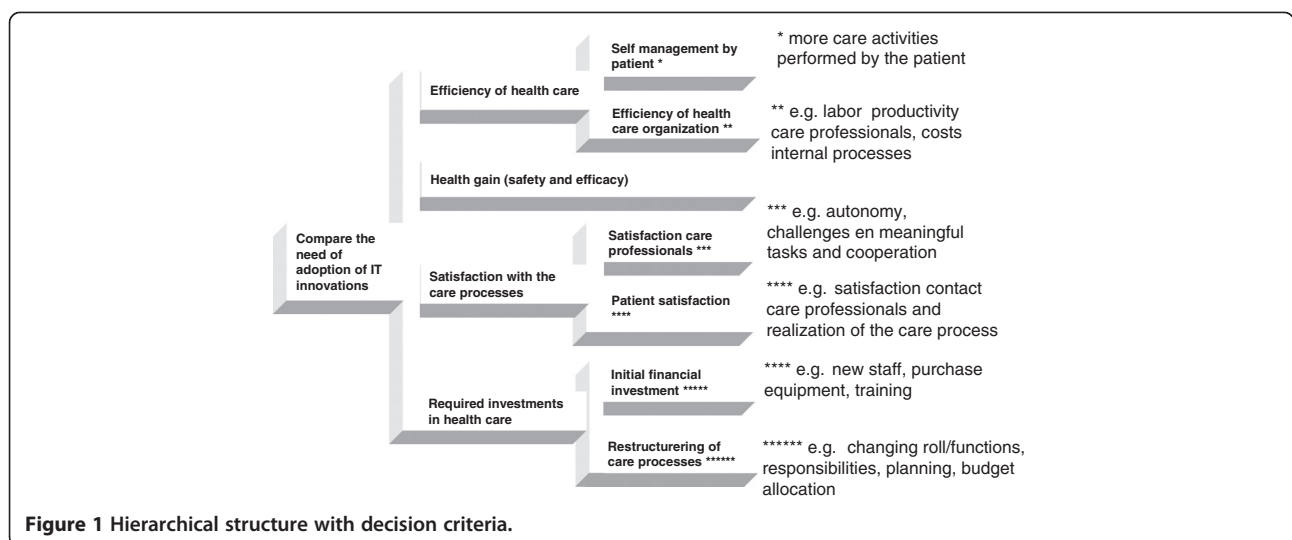 Self management by
patient *
* more care activities
performed by the patient
Efficiency of health care
Efficiency of health
care organization **
** e.g. labor productivity
care professionals, costs
internal processes
Health gain (safety and efficacy)
Compare the
need of
adoption of IT
innovations
Satisfaction care
professionals ***
*** e.g. autonomy,
challenges en meaningful
tasks and cooperation
Satisfaction with the
care processes
Patient satisfaction
****
**** e.g. satisfaction contact
care professionals and
realization of the care process
Initial financial
investment *****
**** e.g. new staff, purchase
equipment, training
Required investments
in health care
Restructurering of
care processes ******
****** e.g. changing roll/functions,
responsibilities, planning, budget
allocation
Figure 1 Hierarchical structure with decision criteria.